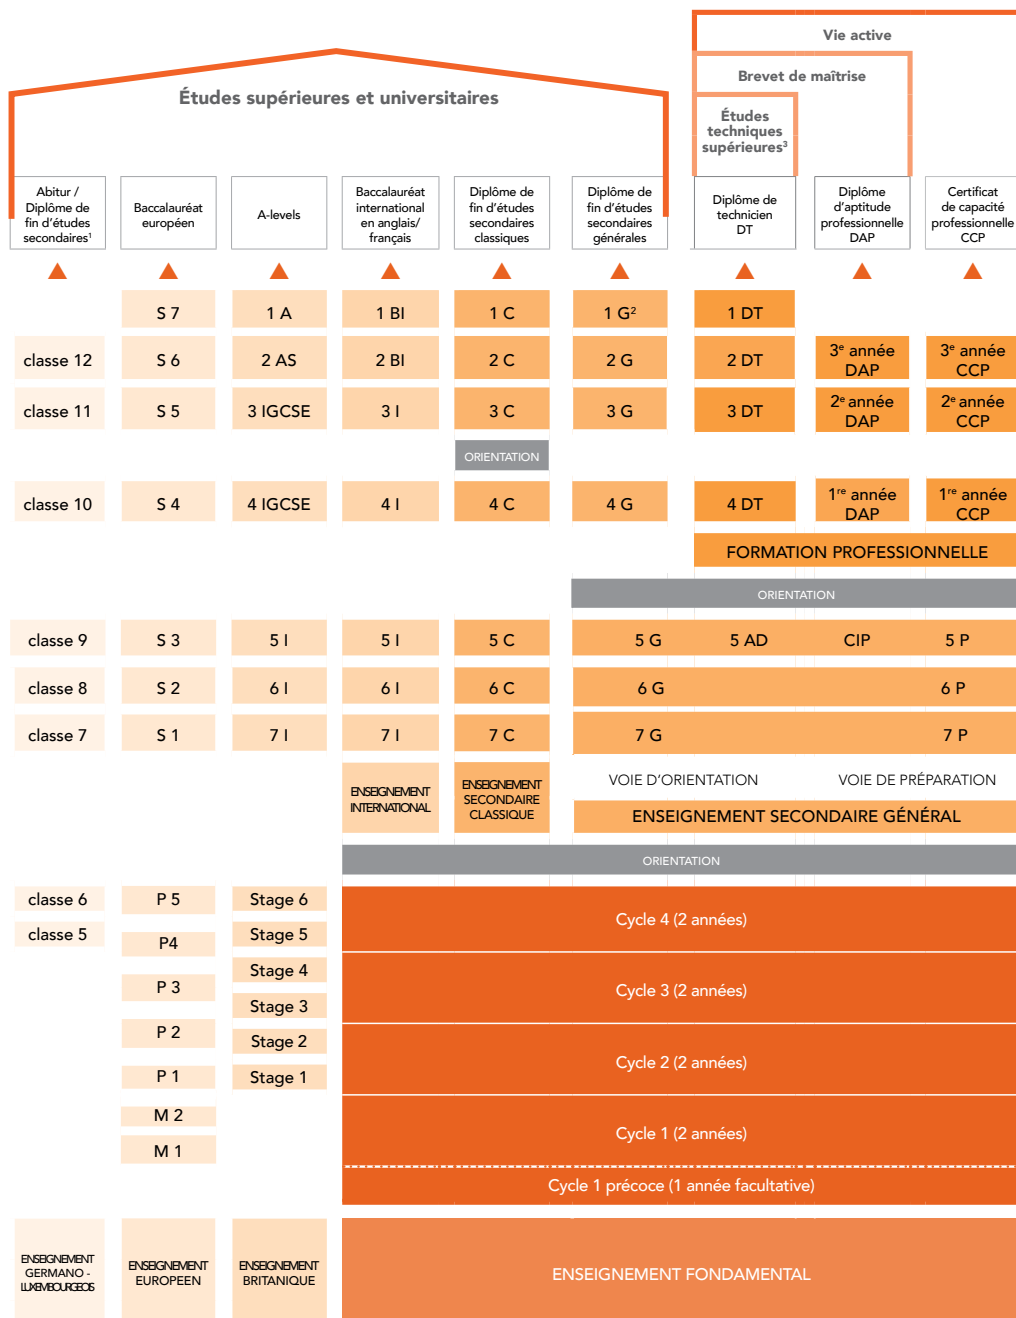 Vie active
Brevet de maîtrise
Études supérieures et universitaires
Études
techniques
supérieures³
Abitur /
Diplôme de
fin d'études
secondaires¹
Baccalauréat
européen
A-levels
Baccalauréat
international
en anglais/
français
Diplôme de
fin d'études
secondaires
classiques
Diplôme de
fin d'études
secondaires
générales
Diplôme de
technicien
DT
Diplôme
d'aptitude
professionnelle
DAP
Certificat
de capacité
professionnelle
CCP
S 7 1 A 1 BI 1 C 1 G² 1 DT
classe 12 S 6 2 AS 2 BI 2 C 2 G 2 DT
3e année
DAP
3e année
CCP
classe 11 S 5 3 IGCSE 3 I 3 C 3 G 3 DT
2e année
DAP
2e année
CCP
ORIENTATION
classe 10 S 4 4 IGCSE 4 I 4 C 4 G 4 DT
1re année
DAP
1re année
CCP
FORMATION PROFESSIONNELLE
ORIENTATION
classe 9 S 3 5 I 5 I 5 C 5 G 5 AD CIP 5 P
classe 8 S 2 6 I 6 I 6 C 6 G 6 P
classe 7 S 1 7 I 7 I 7 C 7 G 7 P
ENSEIGNEMENT
INTERNATIONAL
ENSEIGNEMENT
SECONDAIRE
CLASSIQUE
VOIE D'ORIENTATION VOIE DE PRÉPARATION
ENSEIGNEMENT SECONDAIRE GÉNÉRAL
ORIENTATION
classe 6 P 5 Stage 6
Cycle 4 (2 années)
classe 5 P4 Stage 5
Stage 4
P 3 Stage 3
Cycle 3 (2 années)
P 2 Stage 2
Cycle 2 (2 années)
P 1 Stage 1
M 2
Cycle 1 (2 années)
M 1
Cycle 1 précoce (1 année facultative)
ENSEIGNEMENT
GERMANO -
LUXEMBOURGEOIS
ENSEIGNEMENT
EUROPEEN
ENSEIGNEMENT
BRITANIQUE
ENSEIGNEMENT FONDAMENTAL